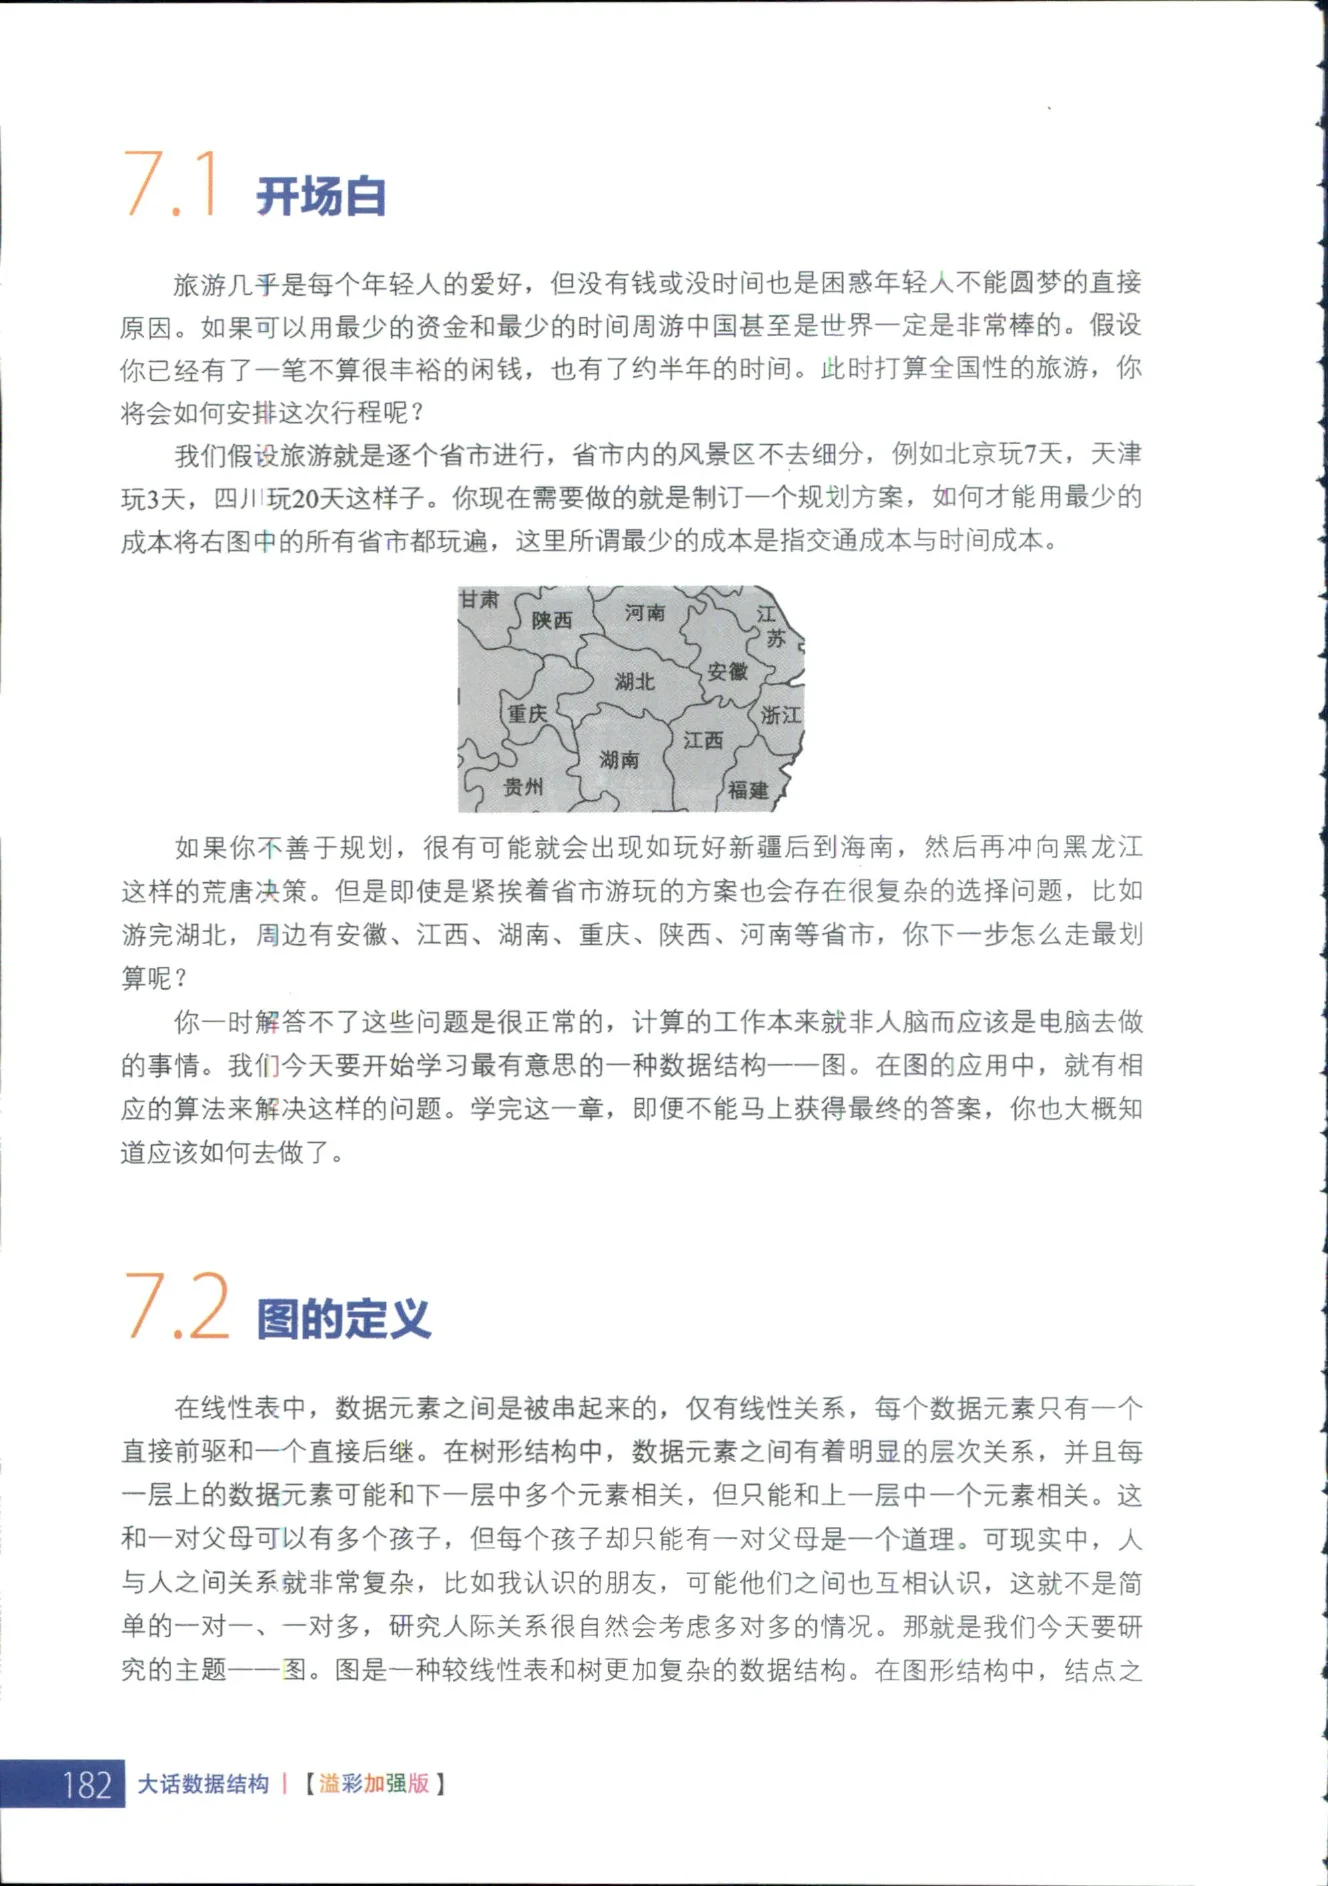 7.1 开场白
旅游几乎是每个年轻人的爱好，但没有钱或没时间也是困惑年轻人不能圆梦的直接
原因。如果可以用最少的资金和最少的时间周游中国甚至是世界一定是非常棒的。假设
你已经有了一笔不算很丰裕的闲钱，也有了约半年的时间。此时打算全国性的旅游，你
将会如何安排这次行程呢？
我们假设旅游就是逐个省市进行，省市内的风景区不去细分，例如北京玩7天，天津
玩3天，四川玩20天这样子。你现在需要做的就是制订一个规划方案，如何才能用最少的
成本将右图中的所有省市都玩遍，这里所谓最少的成本是指交通成本与时间成本。
甘肃
陕西
河南
江
苏
湖北
安徽
重庆
浙江
江西
湖南
贵州
福建
如果你不善于规划，很有可能就会出现如玩好新疆后到海南，然后再冲向黑龙江
这样的荒唐决策。但是即使是紧挨着省市游玩的方案也会存在很复杂的选择问题，比如
游完湖北，周边有安徽、江西、湖南、重庆、陕西、河南等省市，你下一步怎么走最划
算呢？
你一时解答不了这些问题是很正常的，计算的工作本来就非人脑而应该是电脑去做
的事情。我们今天要开始学习最有意思的一种数据结构——图。在图的应用中，就有相
应的算法来解决这样的问题。学完这一章，即便不能马上获得最终的答案，你也大概知
道应该如何去做了。
7.2 图的定义
在线性表中，数据元素之间是被串起来的，仅有线性关系，每个数据元素只有一个
直接前驱和一个直接后继。在树形结构中，数据元素之间有着明显的层次关系，并且每
一层上的数据元素可能和下一层中多个元素相关，但只能和上一层中一个元素相关。这
和一对父母可以有多个孩子，但每个孩子却只能有一对父母是一个道理。可现实中，人
与人之间关系就非常复杂，比如我认识的朋友，可能他们之间也互相认识，这就不是简
单的一对一、一对多，研究人际关系很自然会考虑多对多的情况。那就是我们今天要研
究的主题——图。图是一种较线性表和树更加复杂的数据结构。在图形结构中，结点之
182 大话数据结构 |【溢彩加强版】